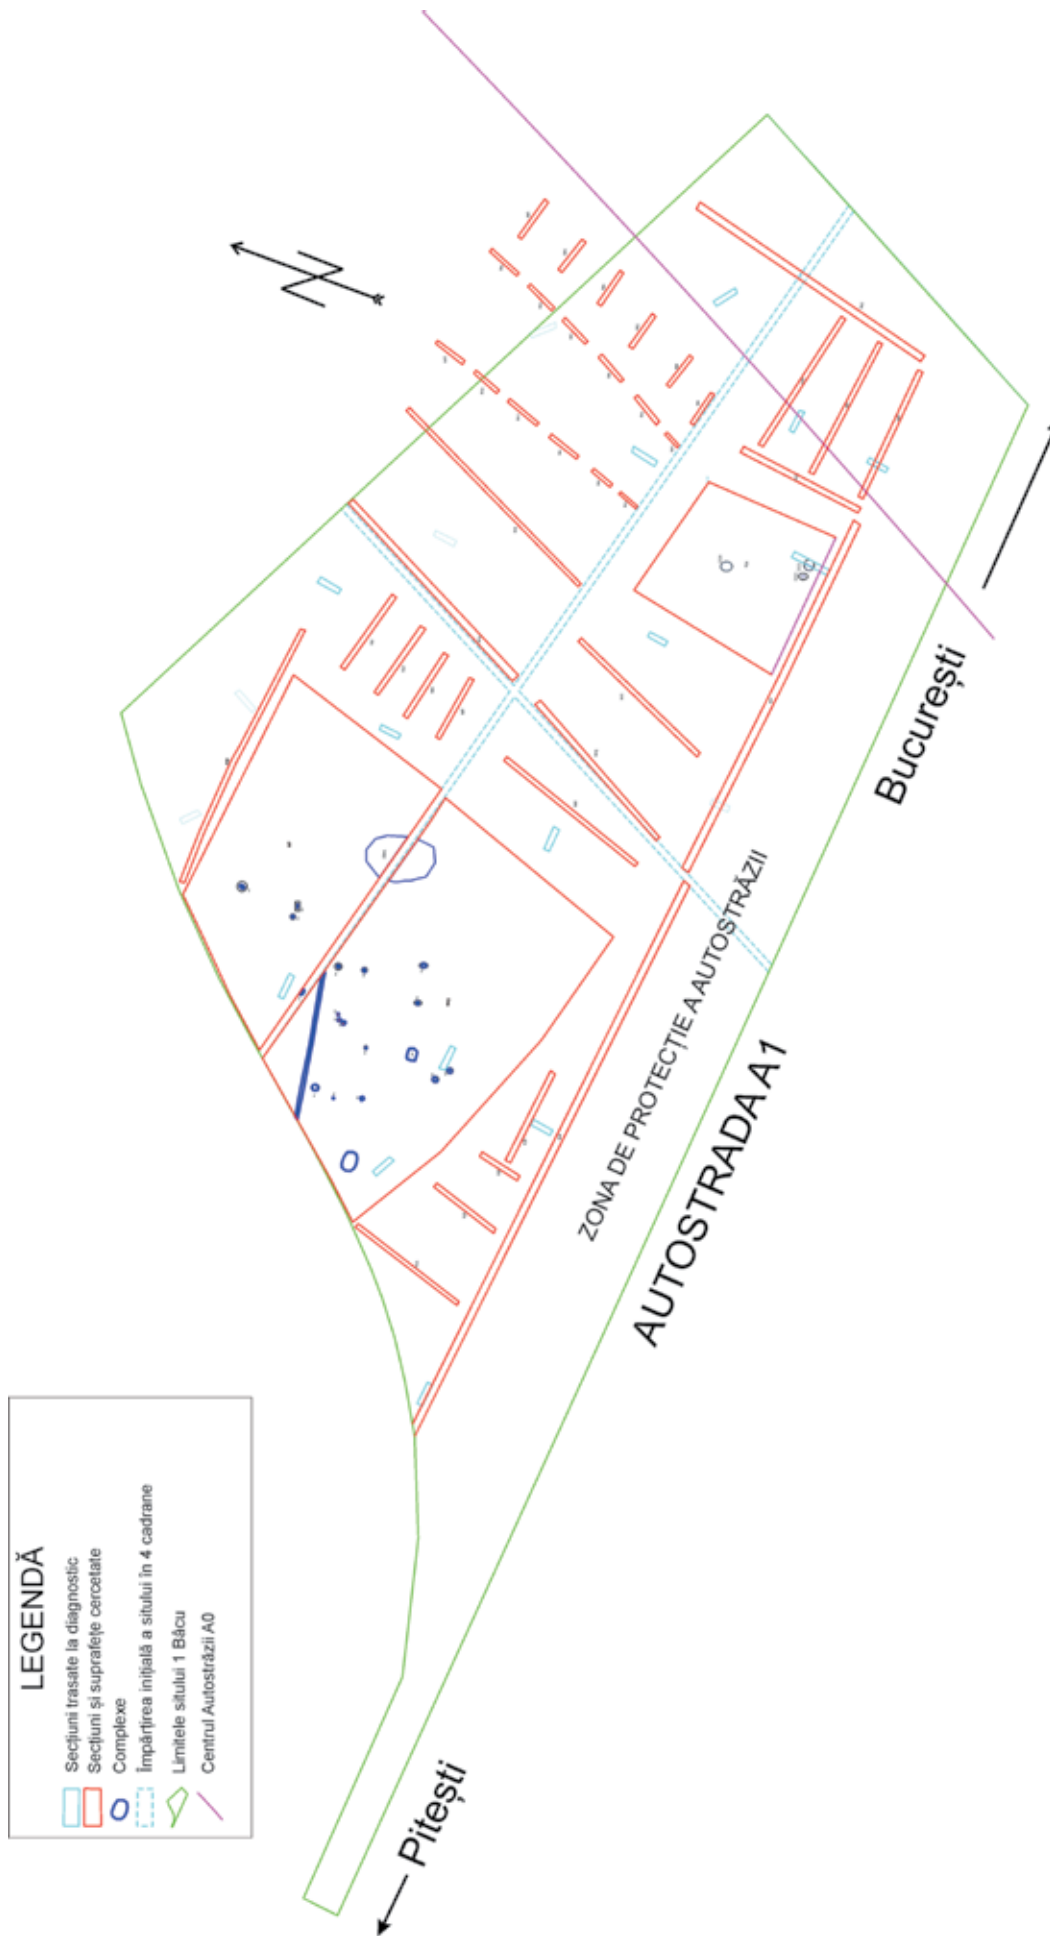 LEGENDĂ
Secțiuni trasate la diagnostic
Secțiuni și suprafețe cercetate
Complexe
Împărțirea inițială a sitului în 4 cadrane
Limitele sitului 1 Bâcu
Centrul Autostrăzii A0
Pitești
AUTOSTRADA A1
ZONA DE PROTECȚIE A AUTOSTRĂZII
București